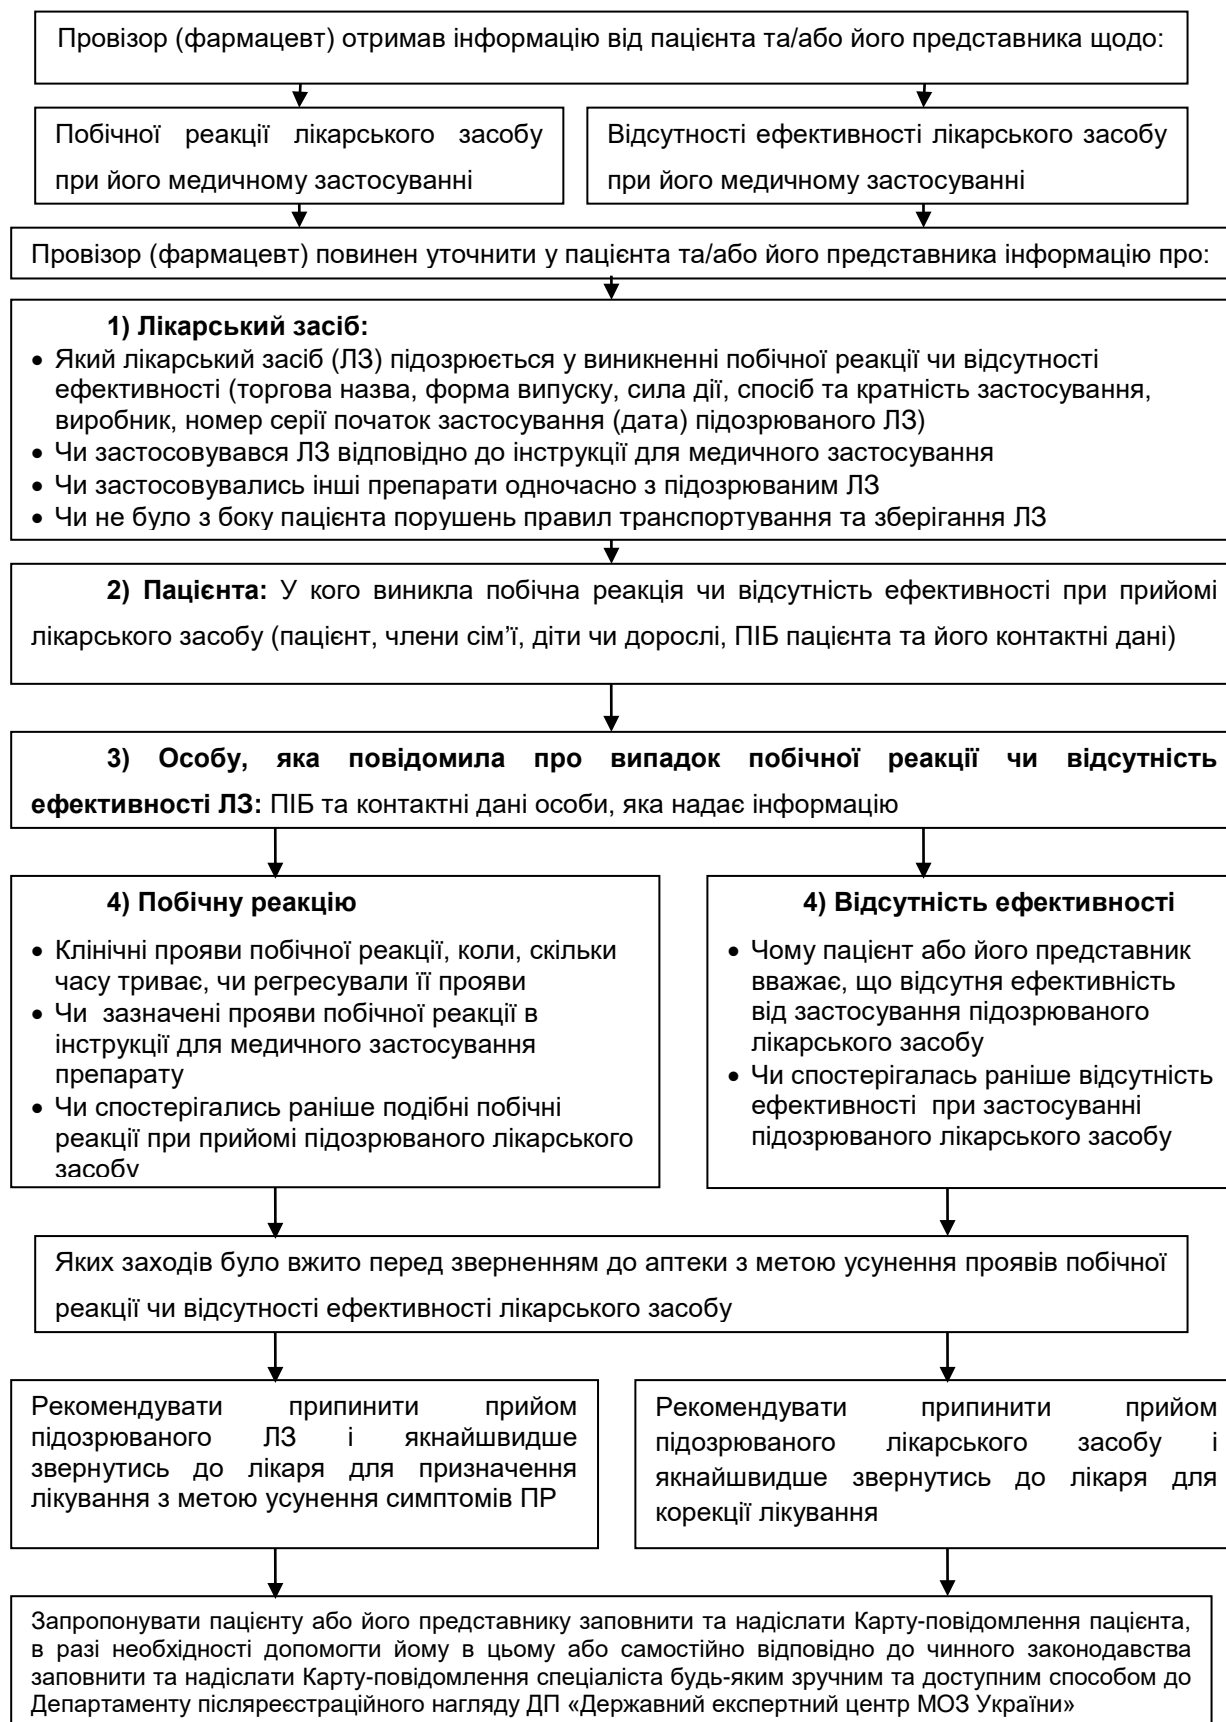 Провізор (фармацевт) отримав інформацію від пацієнта та/або його представника щодо:
Побічної реакції лікарського засобу
при його медичному застосуванні
Відсутності ефективності лікарського засобу
при його медичному застосуванні
Провізор (фармацевт) повинен уточнити у пацієнта та/або його представника інформацію про:
1) Лікарський засіб:
• Який лікарський засіб (ЛЗ) підозрюється у виникненні побічної реакції чи відсутності
ефективності (торгова назва, форма випуску, сила дії, спосіб та кратність застосування,
виробник, номер серії початок застосування (дата) підозрюваного ЛЗ)
• Чи застосовувався ЛЗ відповідно до інструкції для медичного застосування
• Чи застосовувались інші препарати одночасно з підозрюваним ЛЗ
• Чи не було з боку пацієнта порушень правил транспортування та зберігання ЛЗ
2) Пацієнта: У кого виникла побічна реакція чи відсутність ефективності при прийомі
лікарського засобу (пацієнт, члени сім’ї, діти чи дорослі, ПІБ пацієнта та його контактні дані)
3) Особу, яка повідомила про випадок побічної реакції чи відсутність
ефективності ЛЗ: ПІБ та контактні дані особи, яка надає інформацію
4) Побічну реакцію
• Клінічні прояви побічної реакції, коли, скільки
часу триває, чи регресували її прояви
• Чи зазначені прояви побічної реакції в
інструкції для медичного застосування
препарату
• Чи спостерігались раніше подібні побічні
реакції при прийомі підозрюваного лікарського
засобу
4) Відсутність ефективності
• Чому пацієнт або його представник
вважає, що відсутня ефективність
від застосування підозрюваного
лікарського засобу
• Чи спостерігалась раніше відсутність
ефективності при застосуванні
підозрюваного лікарського засобу
Яких заходів було вжито перед зверненням до аптеки з метою усунення проявів побічної
реакції чи відсутності ефективності лікарського засобу
Рекомендувати припинити прийом
підозрюваного ЛЗ і якнайшвидше
звернутись до лікаря для призначення
лікування з метою усунення симптомів ПР
Рекомендувати припинити прийом
підозрюваного лікарського засобу і
якнайшвидше звернутись до лікаря для
корекції лікування
Запропонувати пацієнту або його представнику заповнити та надіслати Карту-повідомлення пацієнта,
в разі необхідності допомогти йому в цьому або самостійно відповідно до чинного законодавства
заповнити та надіслати Карту-повідомлення спеціаліста будь-яким зручним та доступним способом до
Департаменту післяреєстраційного нагляду ДП «Державний експертний центр МОЗ України»